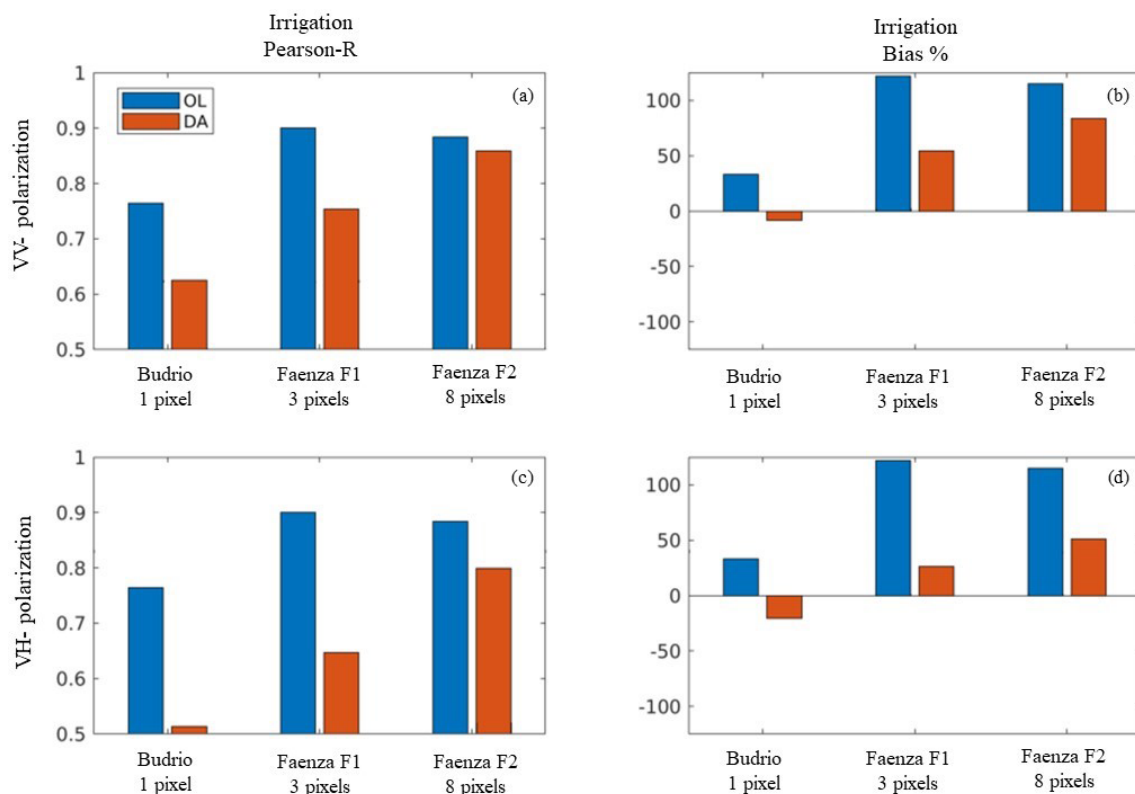 Irrigation
Pearson-R
Irrigation
Bias %
VV- polarization
1
0.9
0.8
0.7
0.6
0.5
OL
DA
(a)
Budrio
1 pixel
Faenza F1
3 pixels
Faenza F2
8 pixels
100
50
0
-50
-100
(b)
Budrio
1 pixel
Faenza F1
3 pixels
Faenza F2
8 pixels
VH- polarization
1
0.9
0.8
0.7
0.6
0.5
(c)
Budrio
1 pixel
Faenza F1
3 pixels
Faenza F2
8 pixels
100
50
0
-50
-100
(d)
Budrio
1 pixel
Faenza F1
3 pixels
Faenza F2
8 pixels